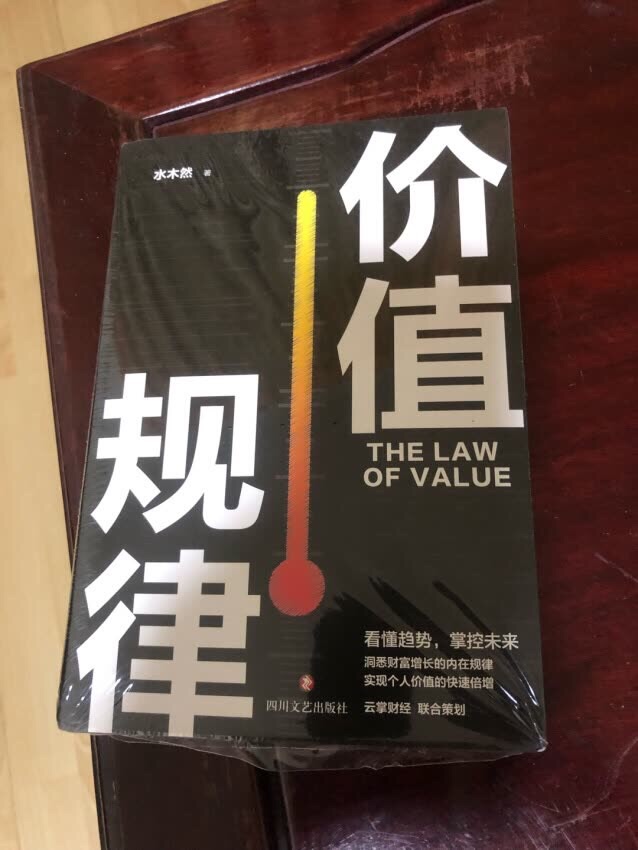 水木然 著
价值
规律
THE LAW
OF VALUE
看懂趋势，掌控未来
洞悉财富增长的内在规律
实现个人价值的快速倍增
云掌财经 联合策划
四川文艺出版社